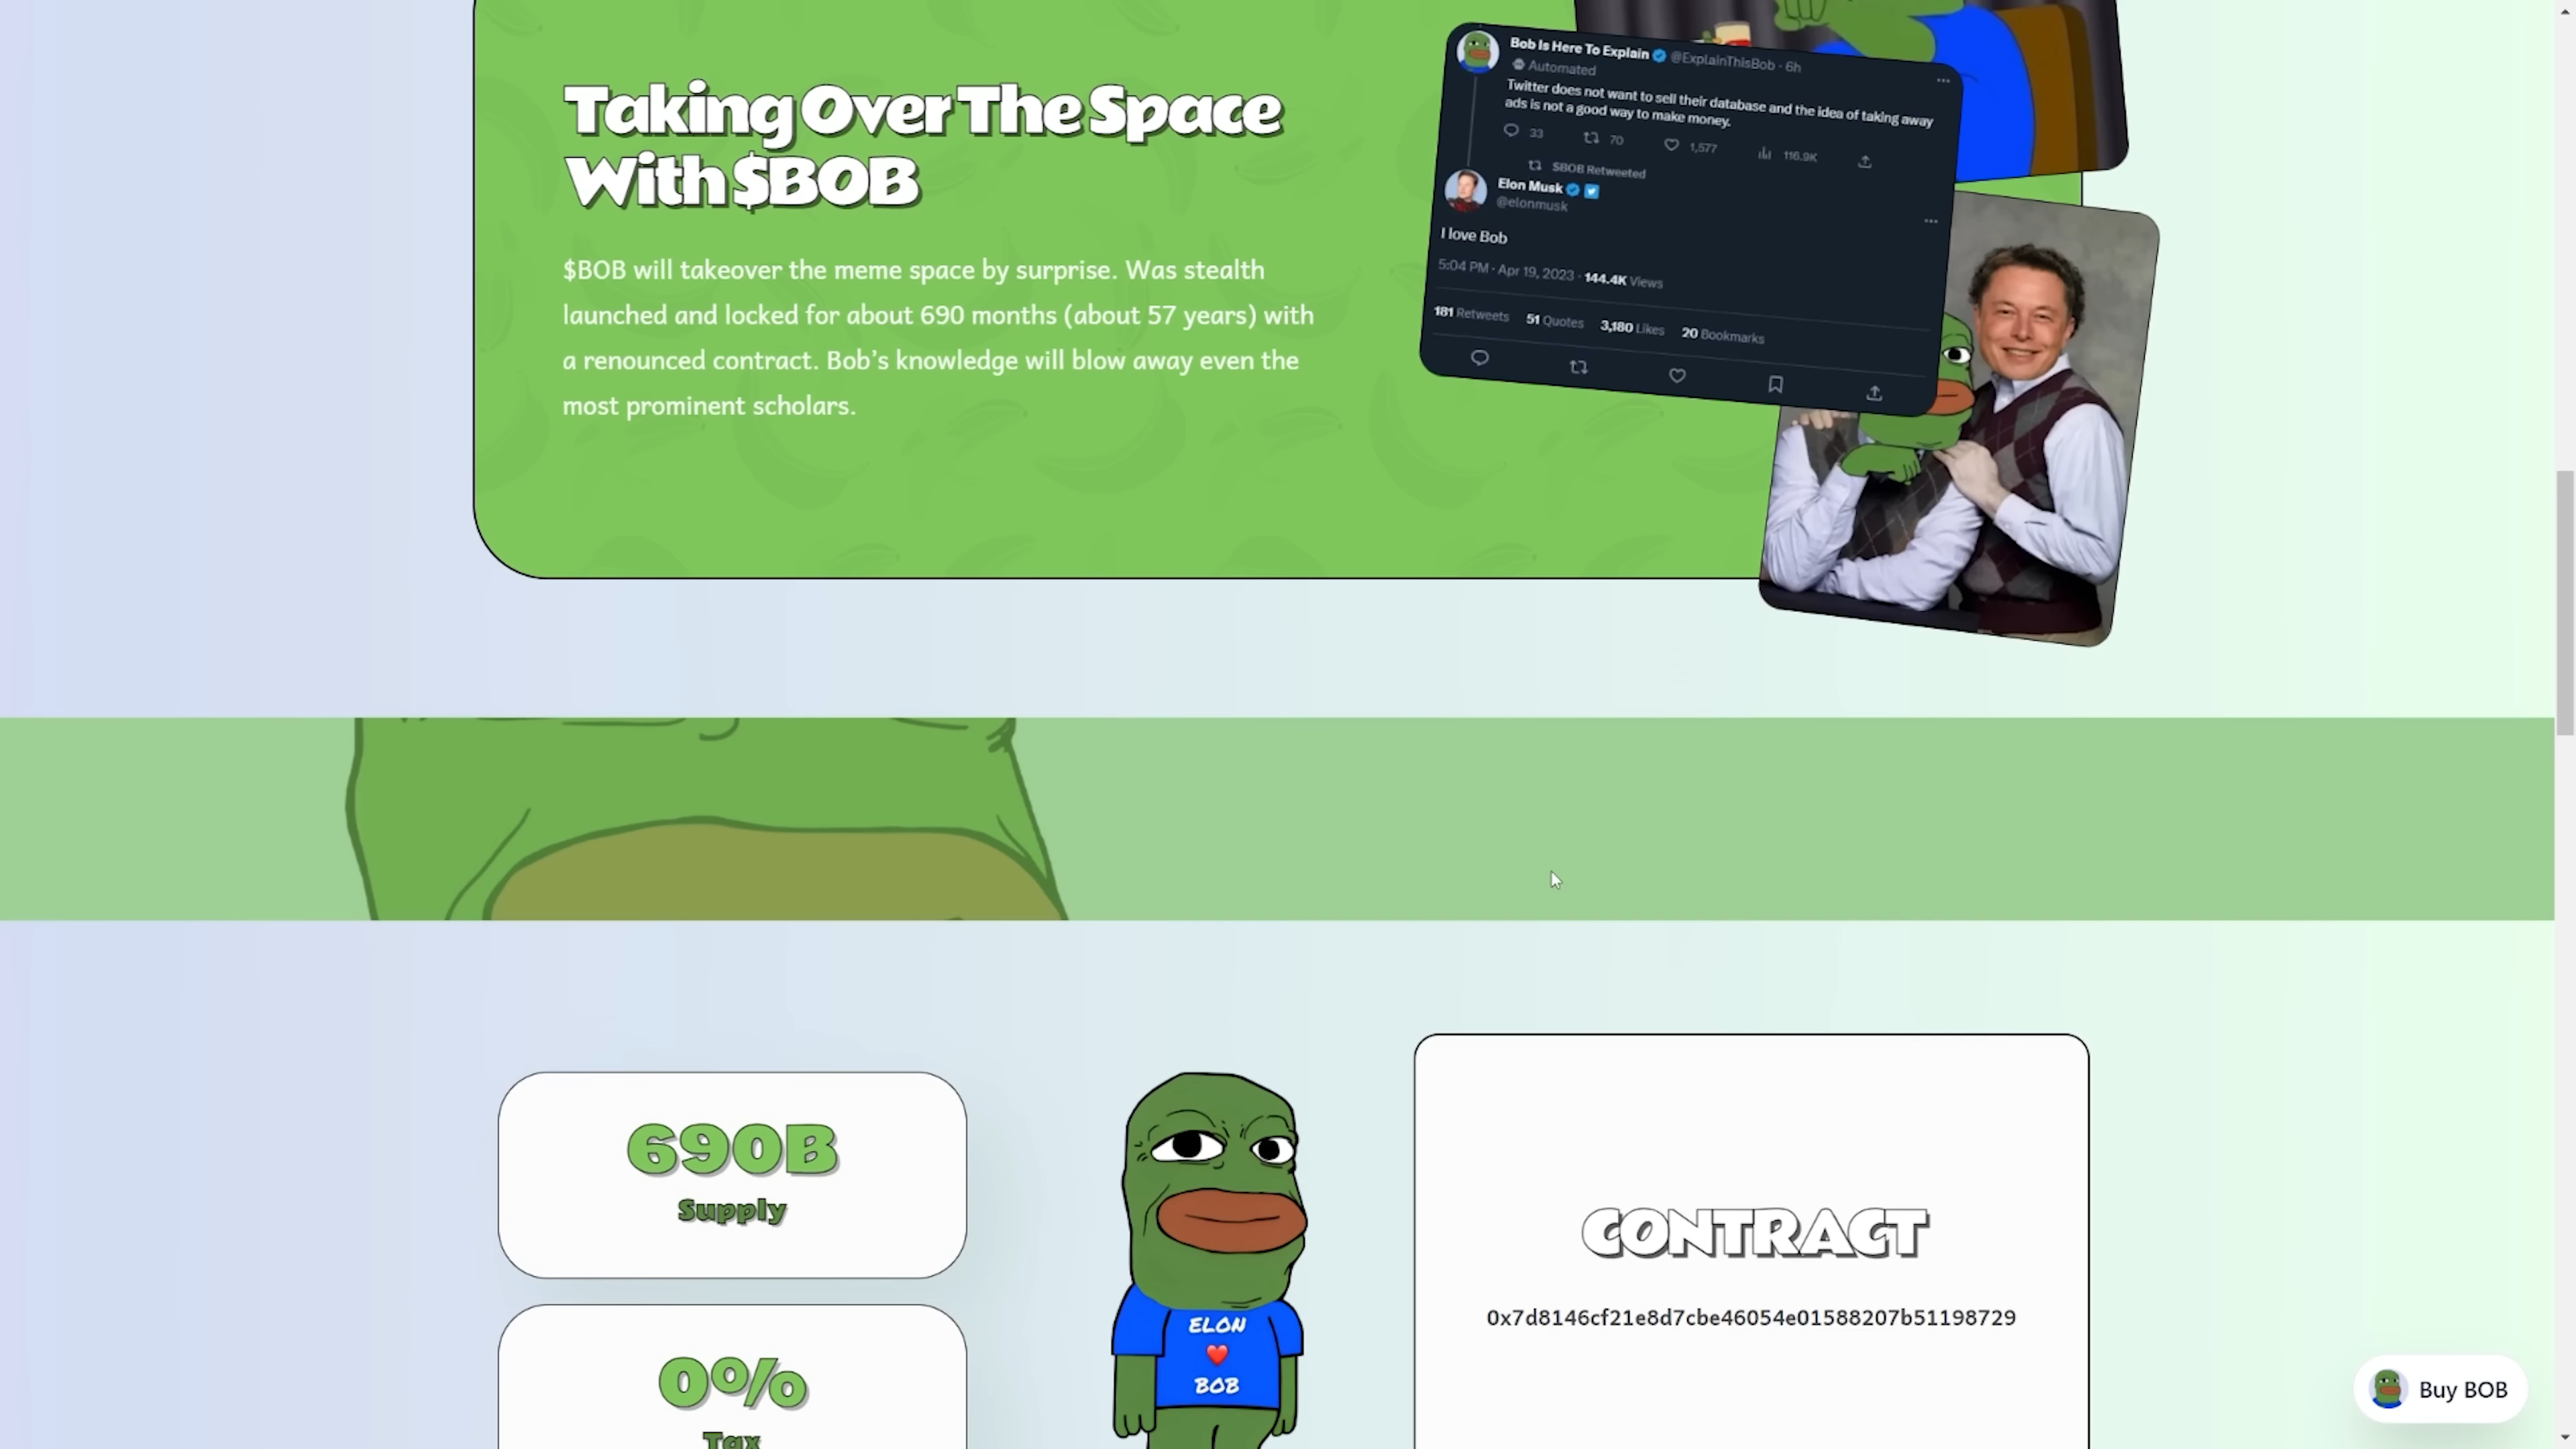 Taking Over The Space
With $BOB
$BOB will takeover the meme space by surprise. Was stealth
launched and locked for about 690 months (about 57 years) with
a renounced contract. Bob’s knowledge will blow away even the
most prominent scholars.
Bob Is Here To Explain @ExplainThisBob · 6h
Automated
Twitter does not want to sell their database and the idea of taking away
ads is not a good way to make money.
33 70 1,577 116.9K
$BOB Retweeted
Elon Musk
@elonmusk
I love Bob
5:04 PM · Apr 19, 2023 · 144.4K Views
181 Retweets 51 Quotes 3,180 Likes 20 Bookmarks
690B
Supply
0%
Tax
ELON
❤️
BOB
CONTRACT
0x7d8146cf21e8d7cbe46054e01588207b51198729
Buy BOB